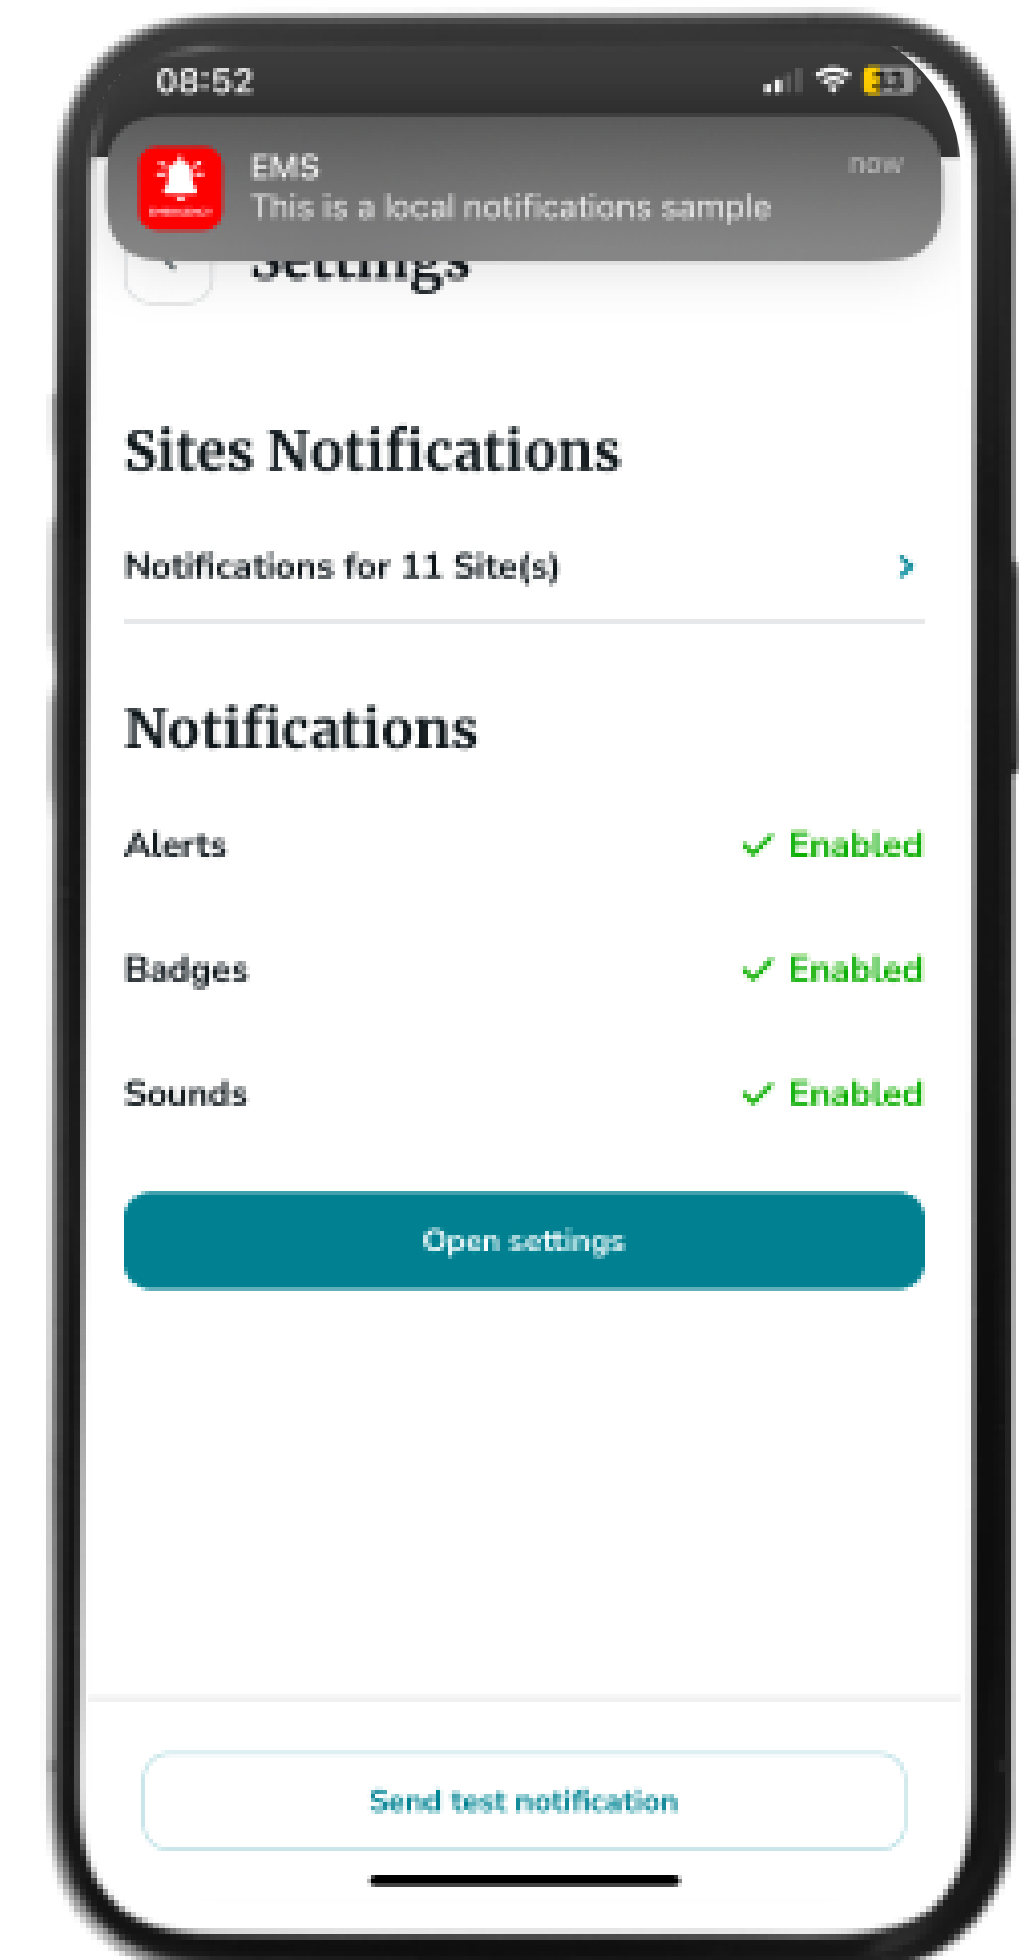 08:52
EMS
now
This is a local notifications sample
Settings
Sites Notifications
Notifications for 11 Site(s)
Notifications
Alerts
Enabled
Badges
Enabled
Sounds
Enabled
Open settings
Send test notification